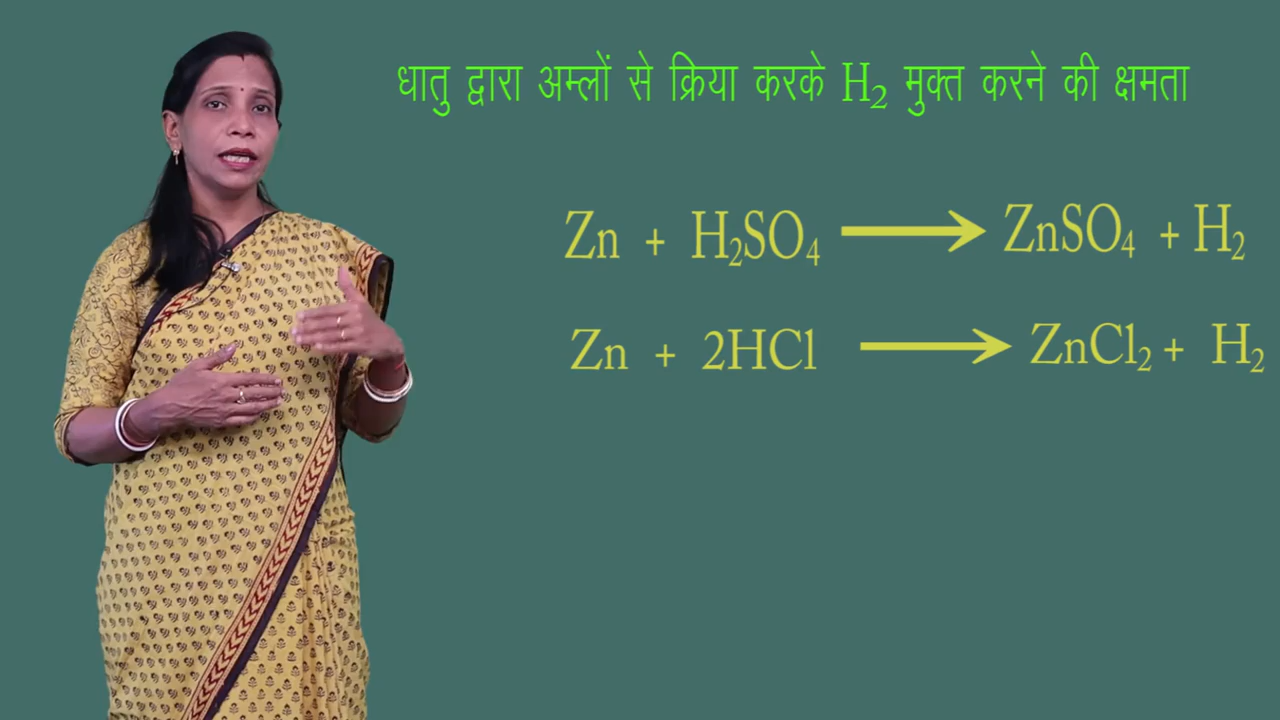 धातु द्वारा अम्लों से क्रिया करके H₂ मुक्त करने की क्षमता
Zn + H₂SO₄ ⟶ ZnSO₄ + H₂
Zn + 2HCl ⟶ ZnCl₂ + H₂